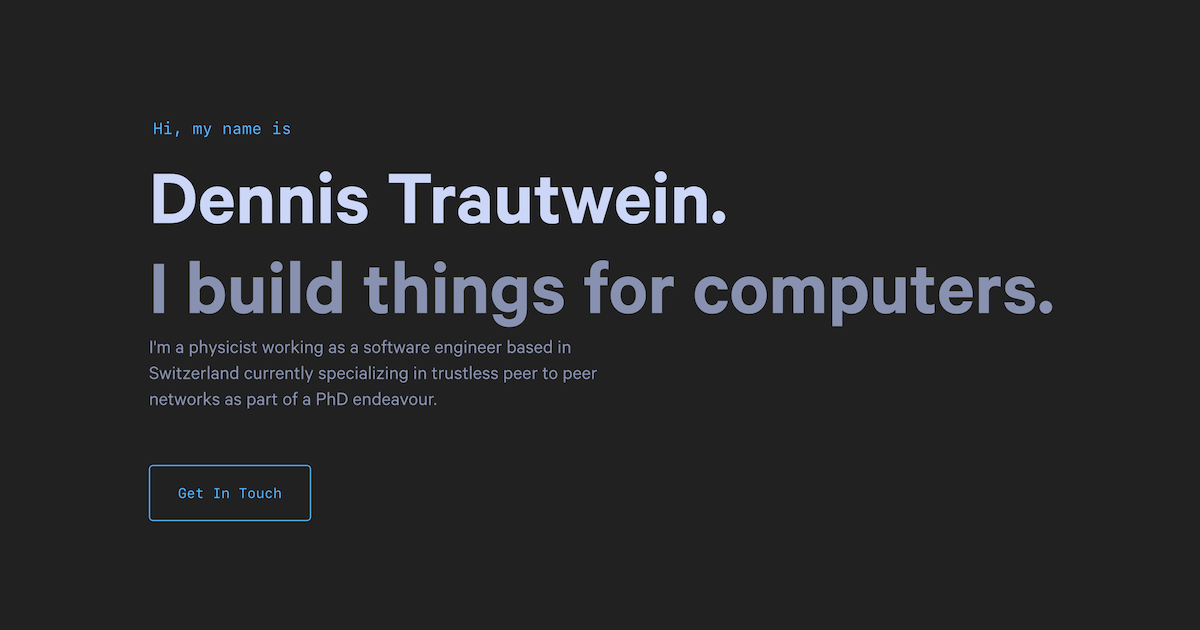 Hi, my name is
Dennis Trautwein.
I build things for computers.
I'm a physicist working as a software engineer based in
Switzerland currently specializing in trustless peer to peer
networks as part of a PhD endeavour.
Get In Touch